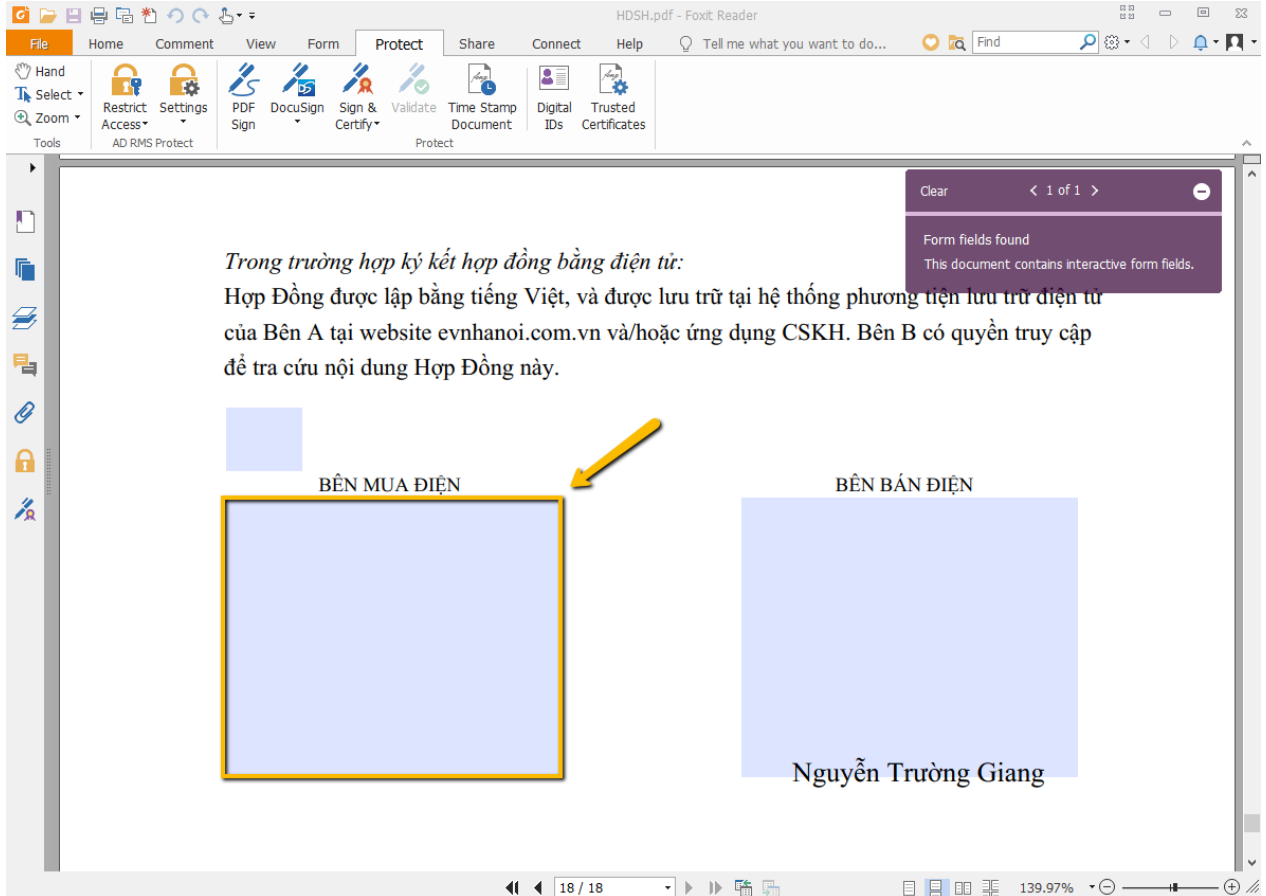 HDSH.pdf - Foxit Reader
File Home Comment View Form Protect Share Connect Help Tell me what you want to do... Find
Hand
Select
Zoom
Tools
Restrict Access
Settings
AD RMS Protect
PDF Sign
DocuSign
Sign & Certify
Validate
Time Stamp Document
Digital IDs
Trusted Certificates
Protect
Clear 1 of 1
Form fields found
This document contains interactive form fields.
Trong trường hợp ký kết hợp đồng bằng điện tử:
Hợp Đồng được lập bằng tiếng Việt, và được lưu trữ tại hệ thống phương tiện lưu trữ điện tử
của Bên A tại website evnhanoi.com.vn và/hoặc ứng dụng CSKH. Bên B có quyền truy cập
để tra cứu nội dung Hợp Đồng này.
BÊN MUA ĐIỆN BÊN BÁN ĐIỆN
Nguyễn Trường Giang
18 / 18 139.97%